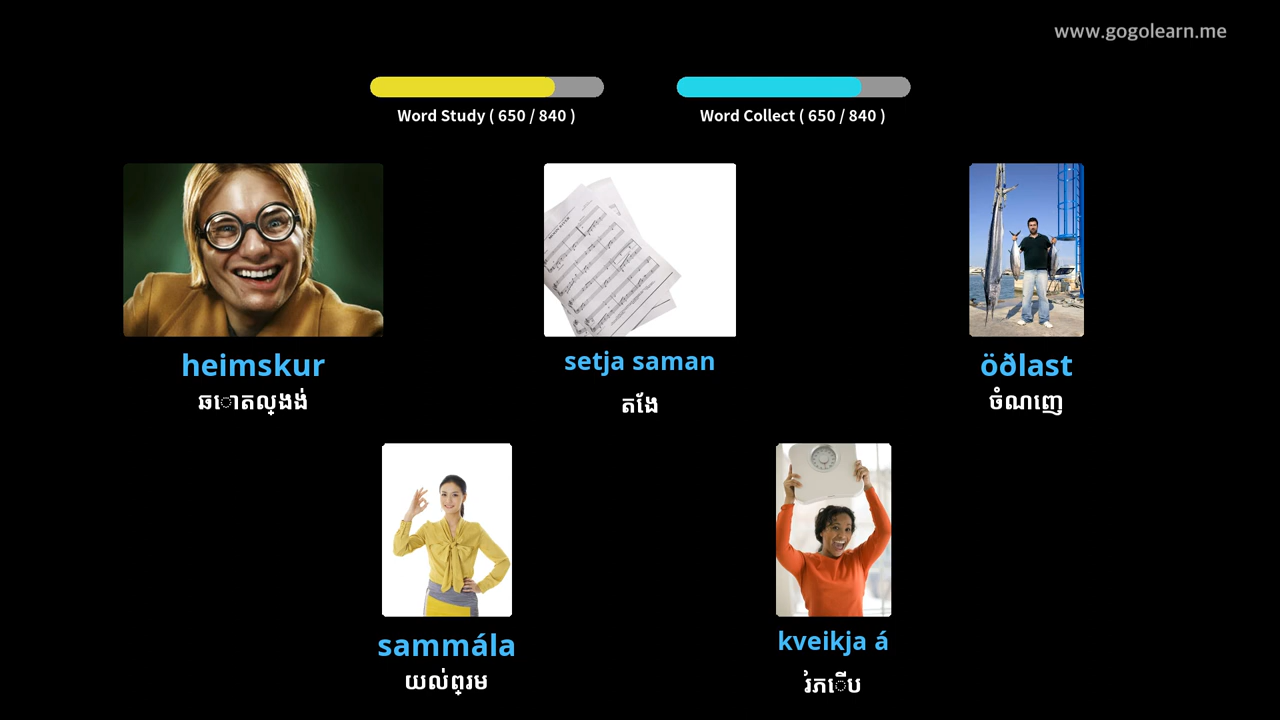 www.gogolearn.me
Word Study ( 650 / 840 )
Word Collect ( 650 / 840 )
heimskur
ឆោតល្ងង់
setja saman
តែង
öðlast
ចំណេញ
sammála
យល់ព្រម
kveikja á
រំភើប